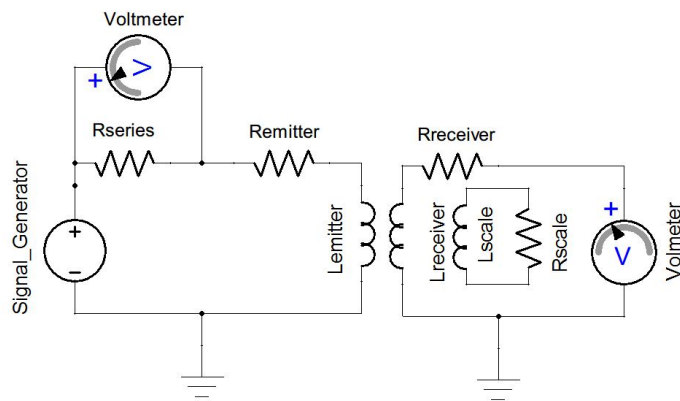 Voltmeter
+
V
Rseries
Remitter
Rreceiver
Signal_Generator
+
−
Lemitter
Lreceiver
Lscale
Rscale
+
V
Volmeter